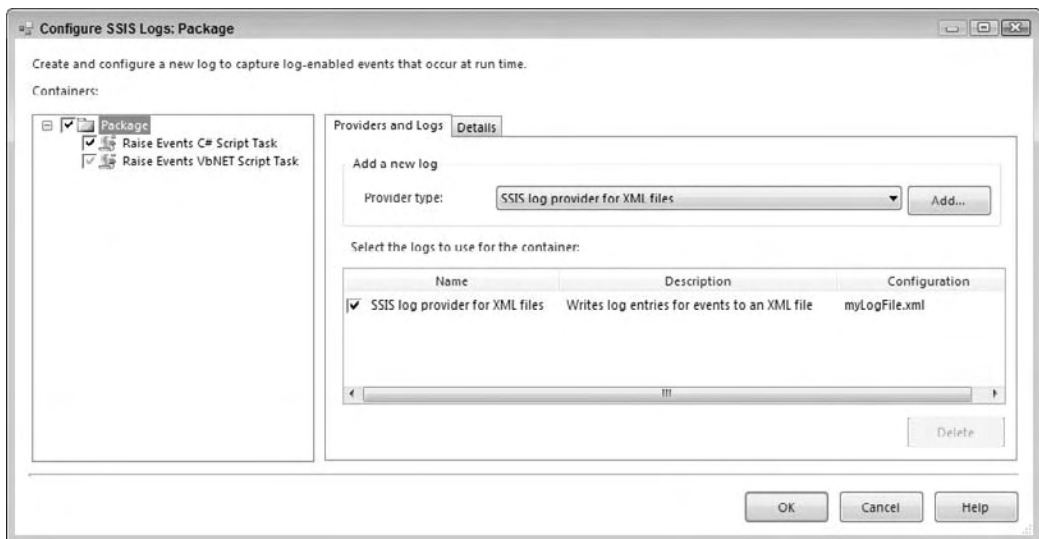 Configure SSIS Logs: Package
Create and configure a new log to capture log-enabled events that occur at run time.
Containers:
Package
Raise Events C# Script Task
Raise Events VbNET Script Task
Providers and Logs Details
Add a new log
Provider type: SSIS log provider for XML files Add...
Select the logs to use for the container:
Name Description Configuration
SSIS log provider for XML files Writes log entries for events to an XML file myLogFile.xml
Delete
OK Cancel Help